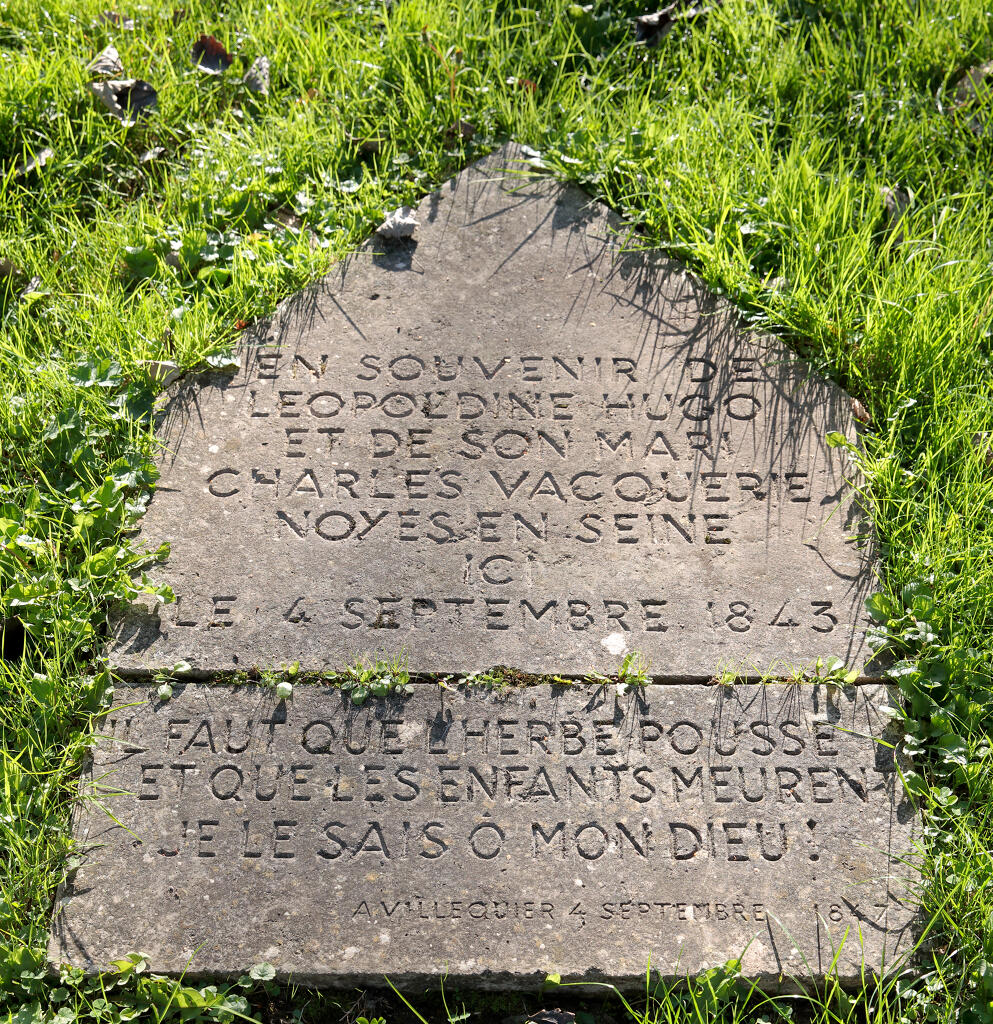 EN SOUVENIR DE
LEOPOLDINE HUGO
ET DE SON MARI
CHARLES VACQUERIE
NOYES EN SEINE
ICI
LE 4 SEPTEMBRE 1843
IL FAUT QUE L'HERBE POUSSE
ET QUE LES ENFANTS MEURENT
JE LE SAIS Ô MON DIEU!
A VILLEQUIER 4 SEPTEMBRE 1847